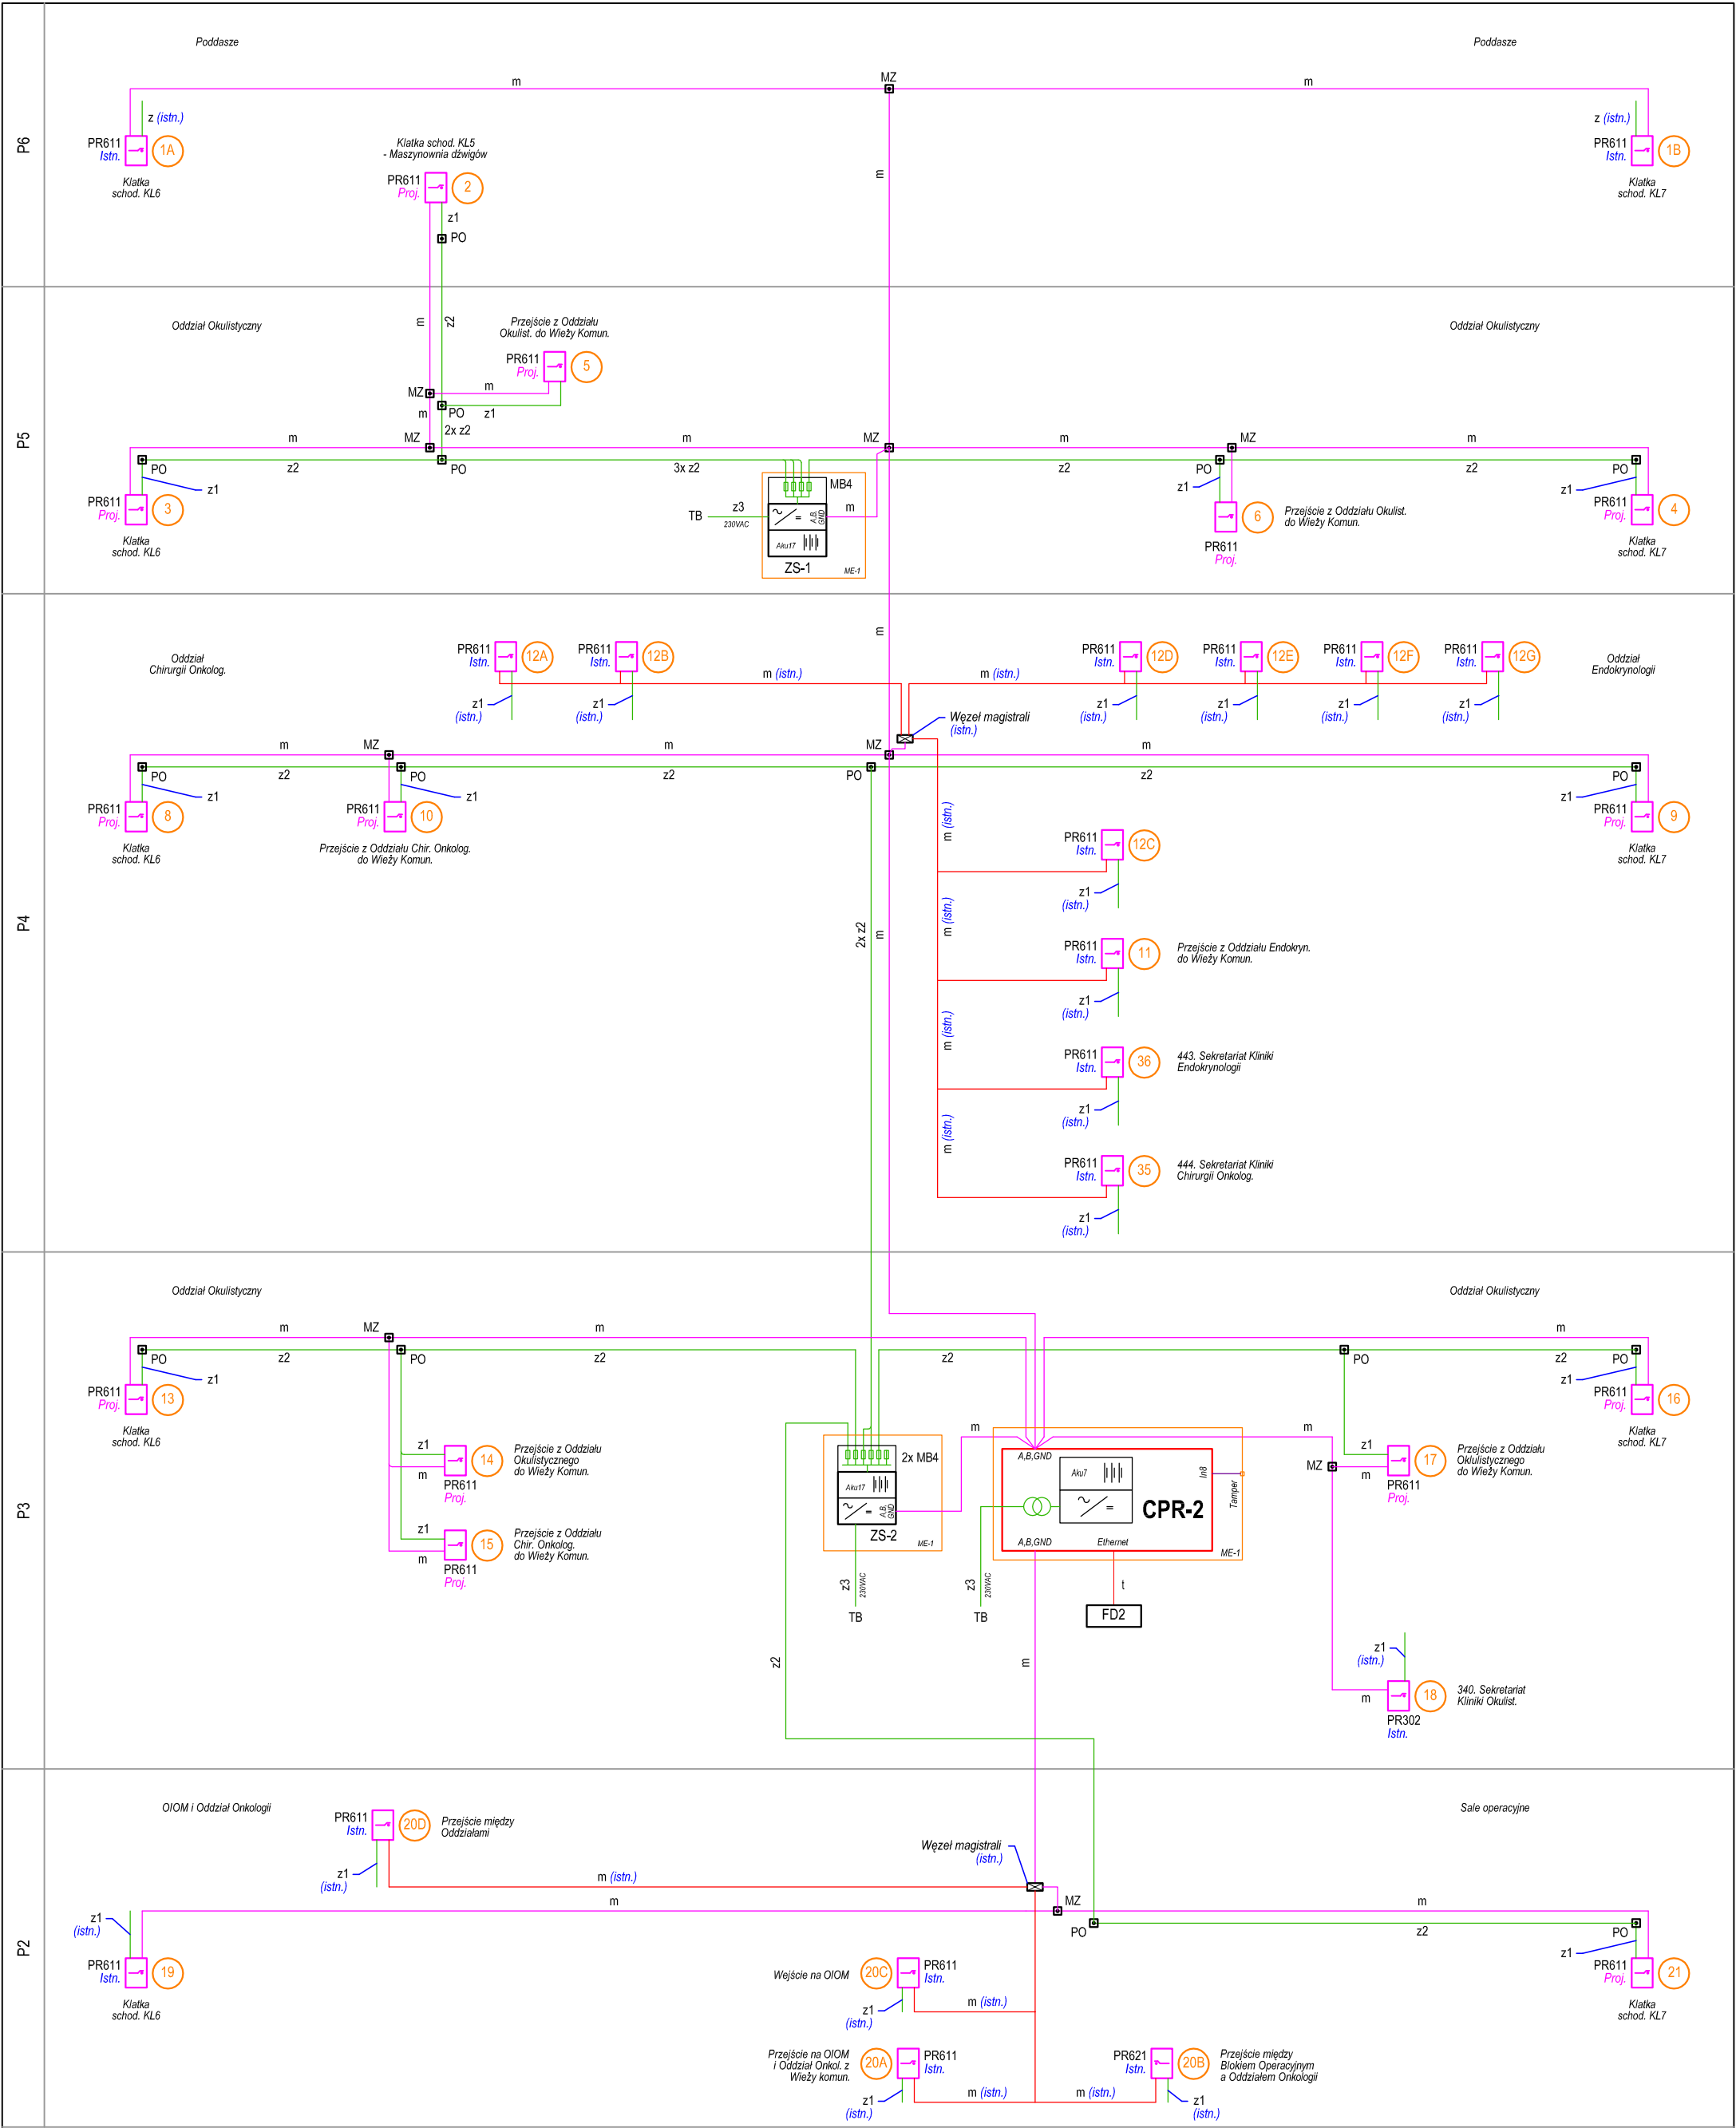 P6
Poddasze
Poddasze
m
MZ
m
z (istn.)
PR611
Istn.
1A
Klatka
schod. KL6
Klatka schod. KL5
- Maszynownia dźwigów
PR611
Proj.
2
z1
PO
m
z (istn.)
PR611
Istn.
1B
Klatka
schod. KL7
P5
Oddział Okulistyczny
Oddział Okulistyczny
m
z2
Przejście z Oddziału
Okulist. do Wieży Komun.
PR611
Proj.
5
MZ
m
m
PO
z1
2x z2
m
MZ
m
MZ
m
MZ
m
PO
z2
PO
3x z2
z2
PO
z2
PO
z1
PR611
Proj.
3
Klatka
schod. KL6
MB4
TB
z3
230VAC
A,B,
GND
m
Aku17
ZS-1
ME-1
z1
6
Przejście z Oddziału Okulist.
do Wieży Komun.
PR611
Proj.
z1
PR611
Proj.
4
Klatka
schod. KL7
P4
Oddział
Chirurgii Onkolog.
m
Oddział
Endokrynologii
PR611
Istn.
12A
PR611
Istn.
12B
PR611
Istn.
12D
PR611
Istn.
12E
PR611
Istn.
12F
PR611
Istn.
12G
m (istn.)
m (istn.)
z1
(istn.)
z1
(istn.)
z1
(istn.)
z1
(istn.)
z1
(istn.)
z1
(istn.)
Węzeł magistrali
(istn.)
m
MZ
m
MZ
m
PO
z2
PO
z2
PO
z2
PO
z1
PR611
Proj.
8
Klatka
schod. KL6
z1
PR611
Proj.
10
Przejście z Oddziału Chir. Onkolog.
do Wieży Komun.
z1
PR611
Proj.
9
Klatka
schod. KL7
m (istn.)
PR611
Istn.
12C
z1
(istn.)
2x z2
m
m (istn.)
PR611
Istn.
11
Przejście z Oddziału Endokryn.
do Wieży Komun.
z1
(istn.)
m (istn.)
PR611
Istn.
36
443. Sekretariat Kliniki
Endokrynologii
z1
(istn.)
m (istn.)
PR611
Istn.
35
444. Sekretariat Kliniki
Chirurgii Onkolog.
z1
(istn.)
P3
Oddział Okulistyczny
Oddział Okulistyczny
m
MZ
m
m
PO
z2
PO
z2
z2
PO
z2
PO
z1
PR611
Proj.
13
Klatka
schod. KL6
z1
PR611
Proj.
16
Klatka
schod. KL7
z1
m
14
PR611
Proj.
Przejście z Oddziału
Okulistycznego
do Wieży Komun.
z1
m
15
PR611
Proj.
Przejście z Oddziału
Chir. Onkolog.
do Wieży Komun.
2x MB4
Aku17
A,B,
GND
ZS-2
ME-1
z3
230VAC
TB
m
A,B,GND
Aku7
In8
Tamper
CPR-2
A,B,GND
Ethernet
ME-1
z3
230VAC
TB
t
FD2
m
MZ
z1
m
17
PR611
Proj.
Przejście z Oddziału
Oklulistycznego
do Wieży Komun.
z2
m
z1
(istn.)
m
18
PR302
Istn.
340. Sekretariat
Kliniki Okulist.
P2
OIOM i Oddział Onkologii
Sale operacyjne
PR611
Istn.
20D
Przejście między
Oddziałami
z1
(istn.)
m (istn.)
Węzeł magistrali
(istn.)
m
MZ
m
PO
z2
PO
z1
(istn.)
PR611
Istn.
19
Klatka
schod. KL6
z1
PR611
Proj.
21
Klatka
schod. KL7
Wejście na OIOM
20C
PR611
Istn.
z1
(istn.)
m (istn.)
Przejście na OIOM
i Oddział Onkol. z
Wieży komun.
20A
PR611
Istn.
z1
(istn.)
m (istn.)
m (istn.)
PR621
Istn.
20B
Przejście między
Blokiem Operacyjnym
a Oddziałem Onkologii
z1
(istn.)